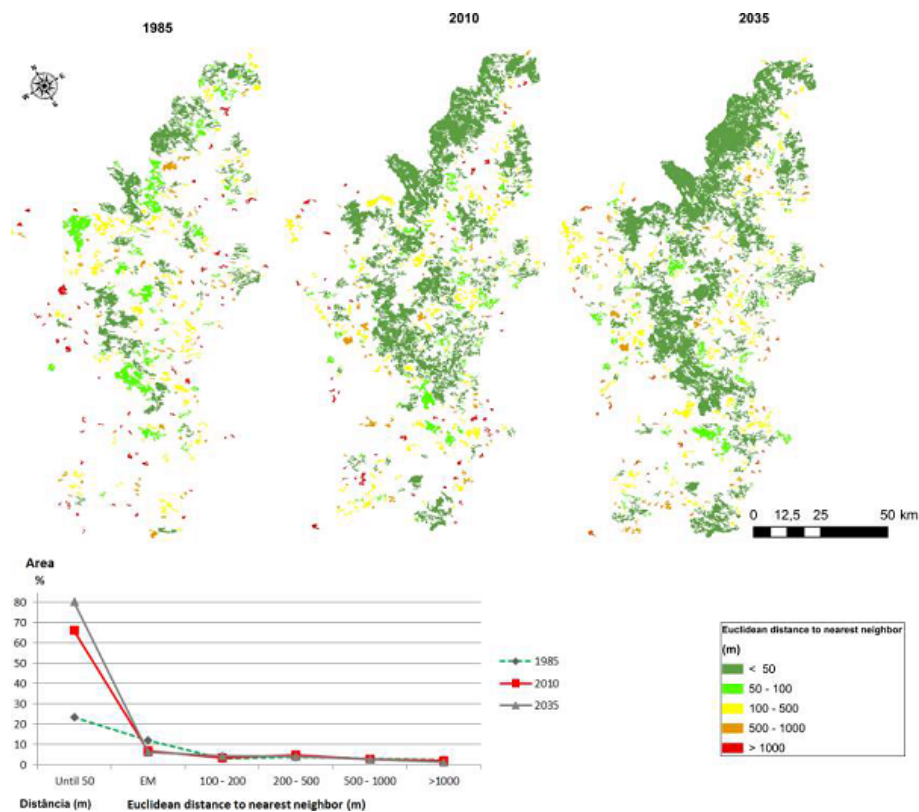 1985
2010
2035
0 12,5 25 50 km
Area
%
80
70
60
50
40
30
20
10
0
Until 50 EM 100 - 200 200 - 500 500 - 1000 >1000
Distância (m) Euclidean distance to nearest neighbor (m)
1985
2010
2035
Euclidean distance to nearest neighbor
(m)
< 50
50 - 100
100 - 500
500 - 1000
> 1000